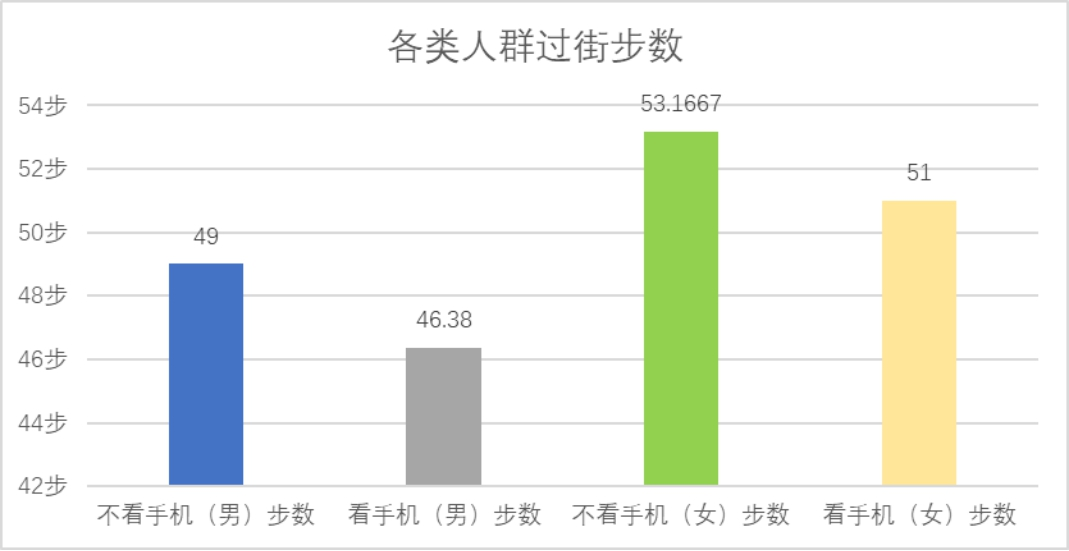 各类人群过街步数
54步
52步
50步
48步
46步
44步
42步
49
46.38
53.1667
51
不看手机（男）步数
看手机（男）步数
不看手机（女）步数
看手机（女）步数